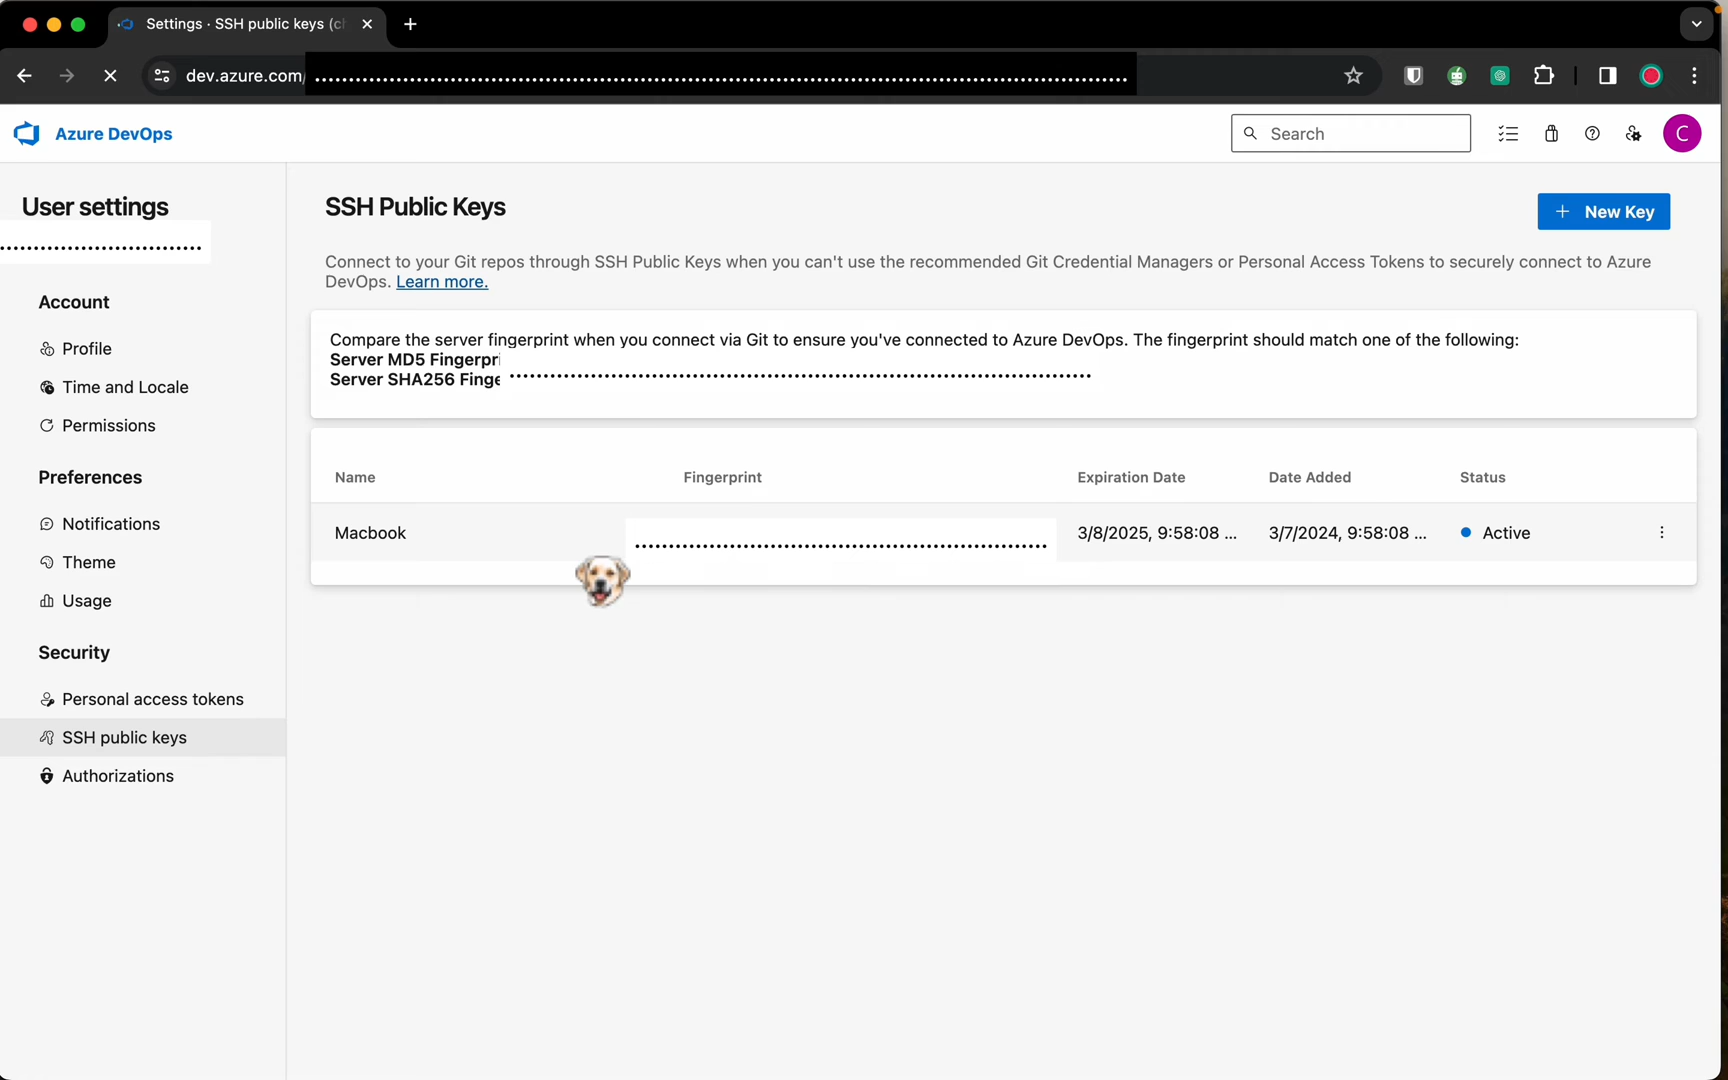 Settings · SSH public keys (
dev.azure.com/
Azure DevOps
Search
C
User settings
Account
Profile
Time and Locale
Permissions
Preferences
Notifications
Theme
Usage
Security
Personal access tokens
SSH public keys
Authorizations
SSH Public Keys
New Key
Connect to your Git repos through SSH Public Keys when you can't use the recommended Git Credential Managers or Personal Access Tokens to securely connect to Azure
DevOps. Learn more.
Compare the server fingerprint when you connect via Git to ensure you've connected to Azure DevOps. The fingerprint should match one of the following:
Server MD5 Fingerpri
Server SHA256 Finge
Name Fingerprint Expiration Date Date Added Status
Macbook 3/8/2025, 9:58:08 ... 3/7/2024, 9:58:08 ... Active